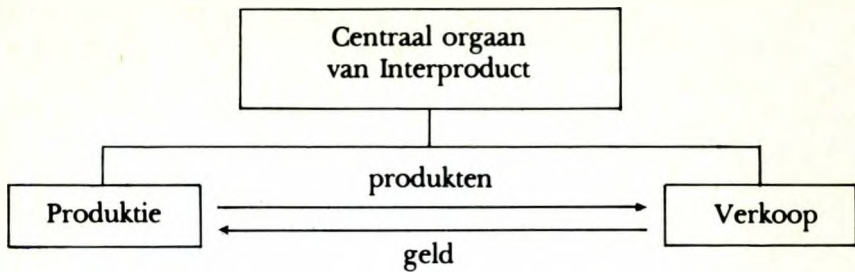 Centraal orgaan
van Interproduct
produkten
Produktie
Verkoop
geld